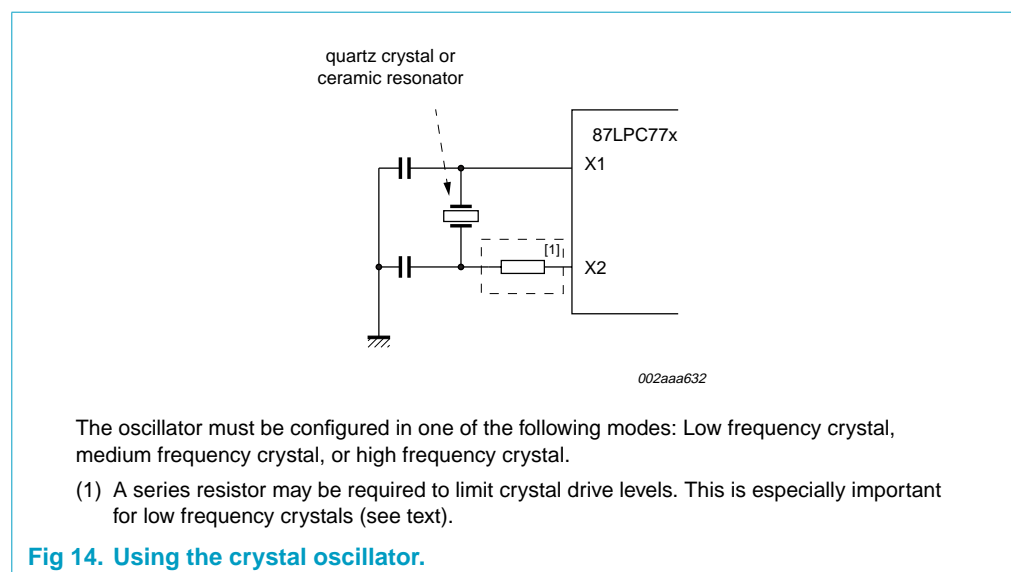 quartz crystal or
ceramic resonator
87LPC77x
X1
[1]
X2
002aaa632
The oscillator must be configured in one of the following modes: Low frequency crystal,
medium frequency crystal, or high frequency crystal.
(1) A series resistor may be required to limit crystal drive levels. This is especially important
for low frequency crystals (see text).
Fig 14. Using the crystal oscillator.